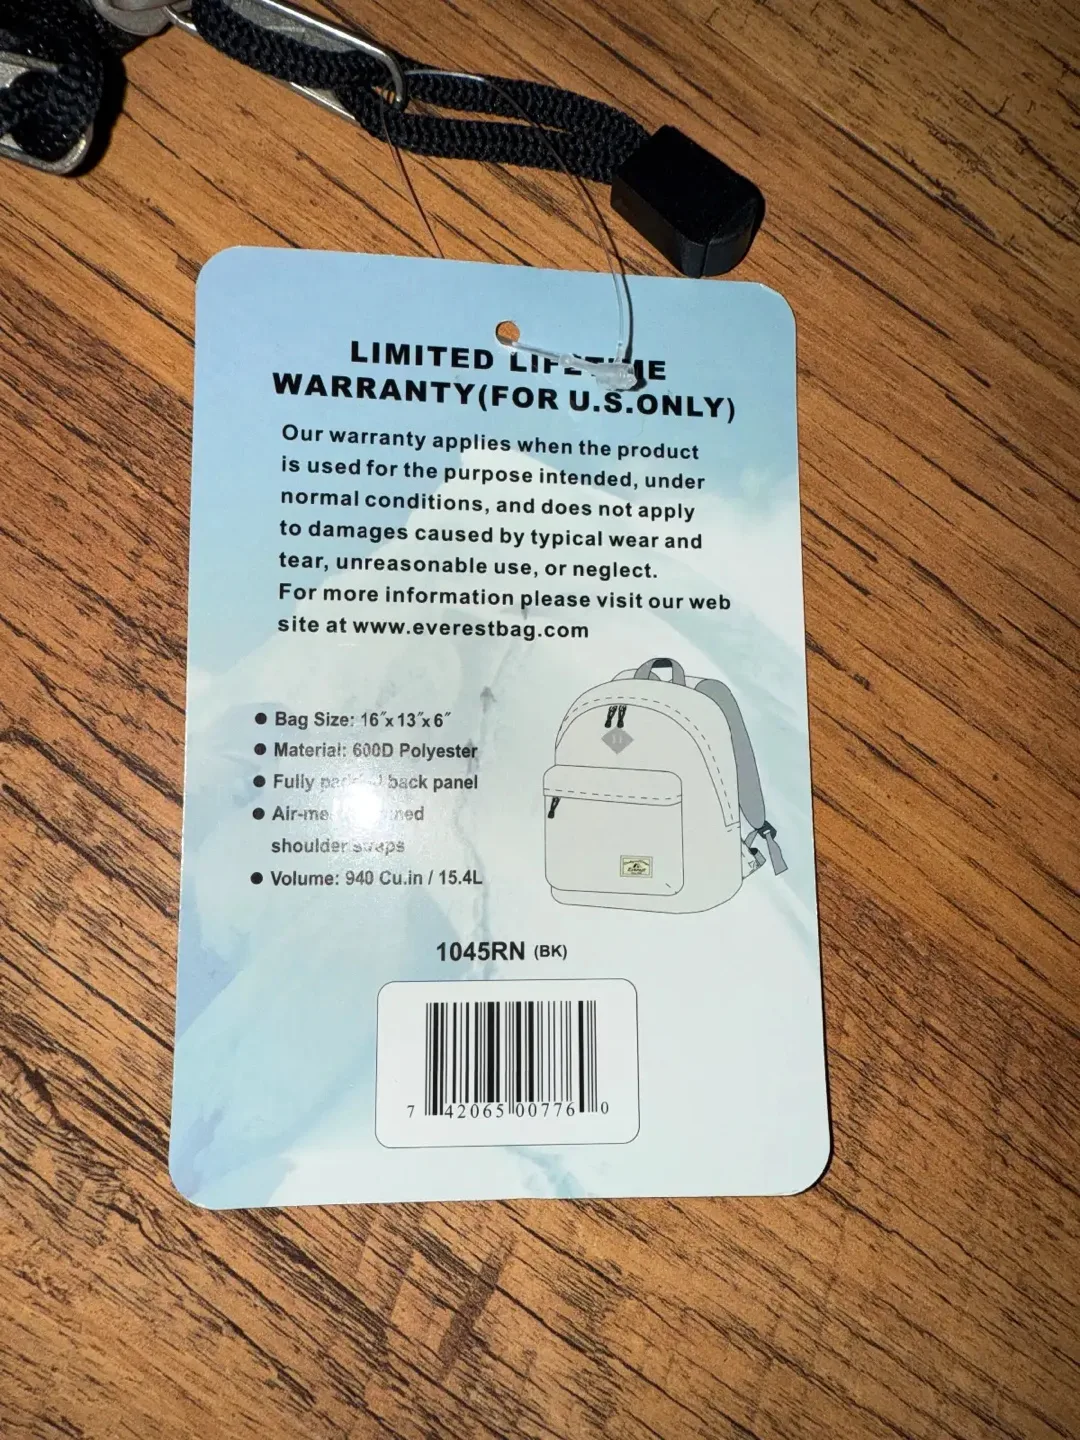 LIMITED LIFETIME
WARRANTY(FOR U.S.ONLY)
Our warranty applies when the product
is used for the purpose intended, under
normal conditions, and does not apply
to damages caused by typical wear and
tear, unreasonable use, or neglect.
For more information please visit our web
site at www.everestbag.com
● Bag Size: 16″x 13″x 6″
● Material: 600D Polyester
● Fully back panel
●
shoulder straps
● Volume: 940 Cu.in / 15.4L
1045RN (BK)
7 42065 00776 0